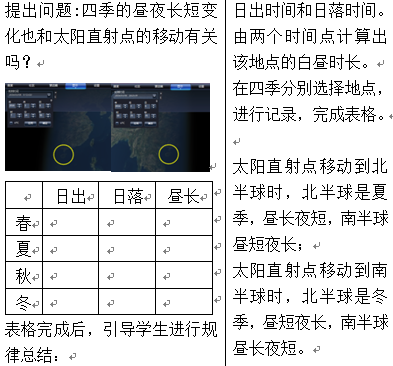 提出问题:四季的昼夜长短变
化也和太阳直射点的移动有关
吗?
日出 日落 昼长
春
夏
秋
冬
表格完成后，引导学生进行规
律总结:
日出时间和日落时间。
由两个时间点计算出
该地点的白昼时长。
在四季分别选择地点，
进行记录，完成表格。
太阳直射点移动到北
半球时，北半球是夏
季，昼长夜短，南半球
昼短夜长；
太阳直射点移动到南
半球时，北半球是冬
季，昼短夜长，南半球
昼长夜短。